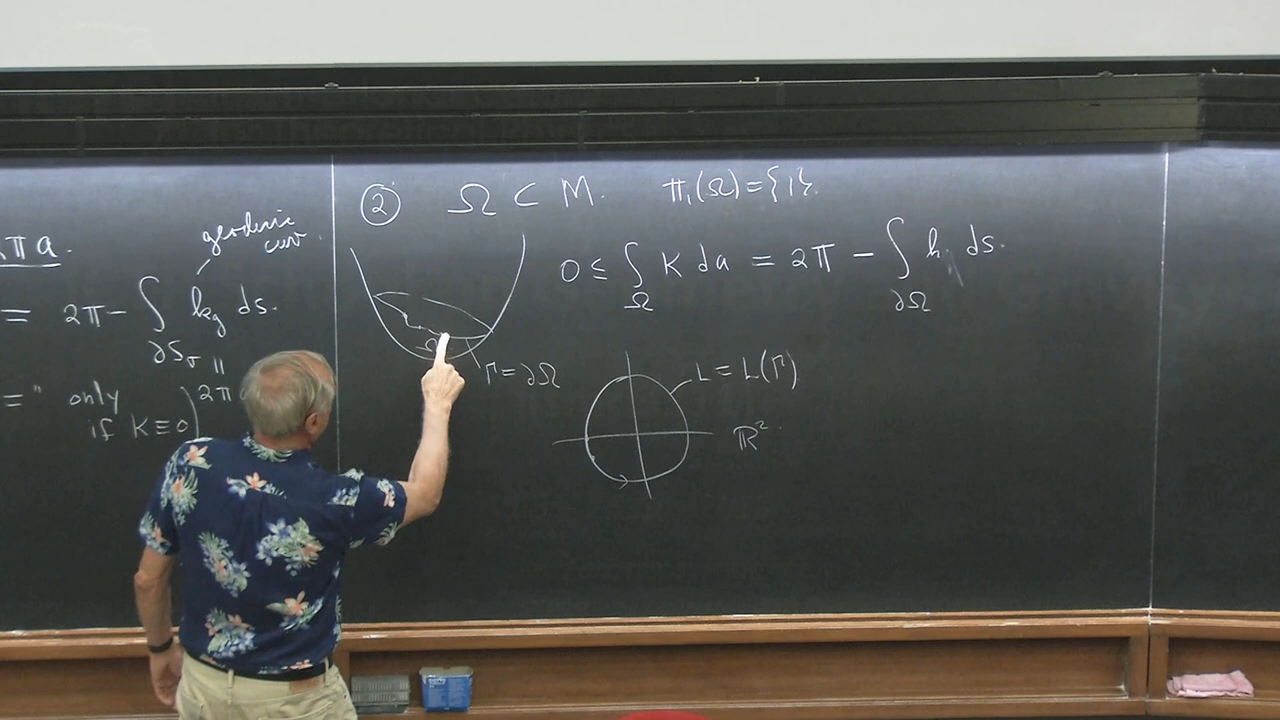 πa.
geodesic curv.
= 2π - ∫ kg ds.
∂Sσ
||
2π
=" only
if K≡0)
② Ω ⊂ M. π₁(Ω) = {1}.
0 ≤ ∫ K da = 2π - ∫ k ds.
Ω ∂Ω
Ω
Γ = ∂Ω
L = L(Γ)
ℝ²